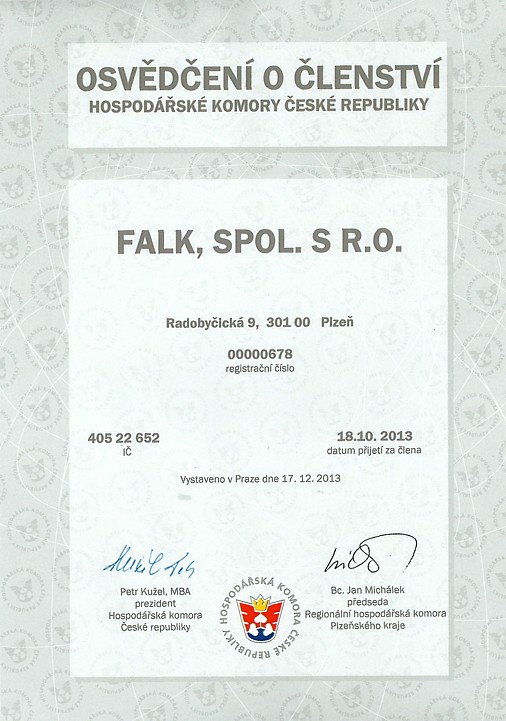 OSVĚDČENÍ O ČLENSTVÍ
HOSPODÁŘSKÉ KOMORY ČESKÉ REPUBLIKY
FALK, SPOL. S R.O.
Radobyčická 9, 301 00 Plzeň
00000678
registrační číslo
405 22 652
IČ
18.10. 2013
datum přijetí za člena
Vystaveno v Praze dne 17. 12. 2013
Petr Kužel, MBA
prezident
Hospodářská komora
České republiky
HOSPODÁŘSKÁ KOMORA ČESKÉ REPUBLIKY
Bc. Jan Michálek
předseda
Regionální hospodářská komora
Plzeňského kraje